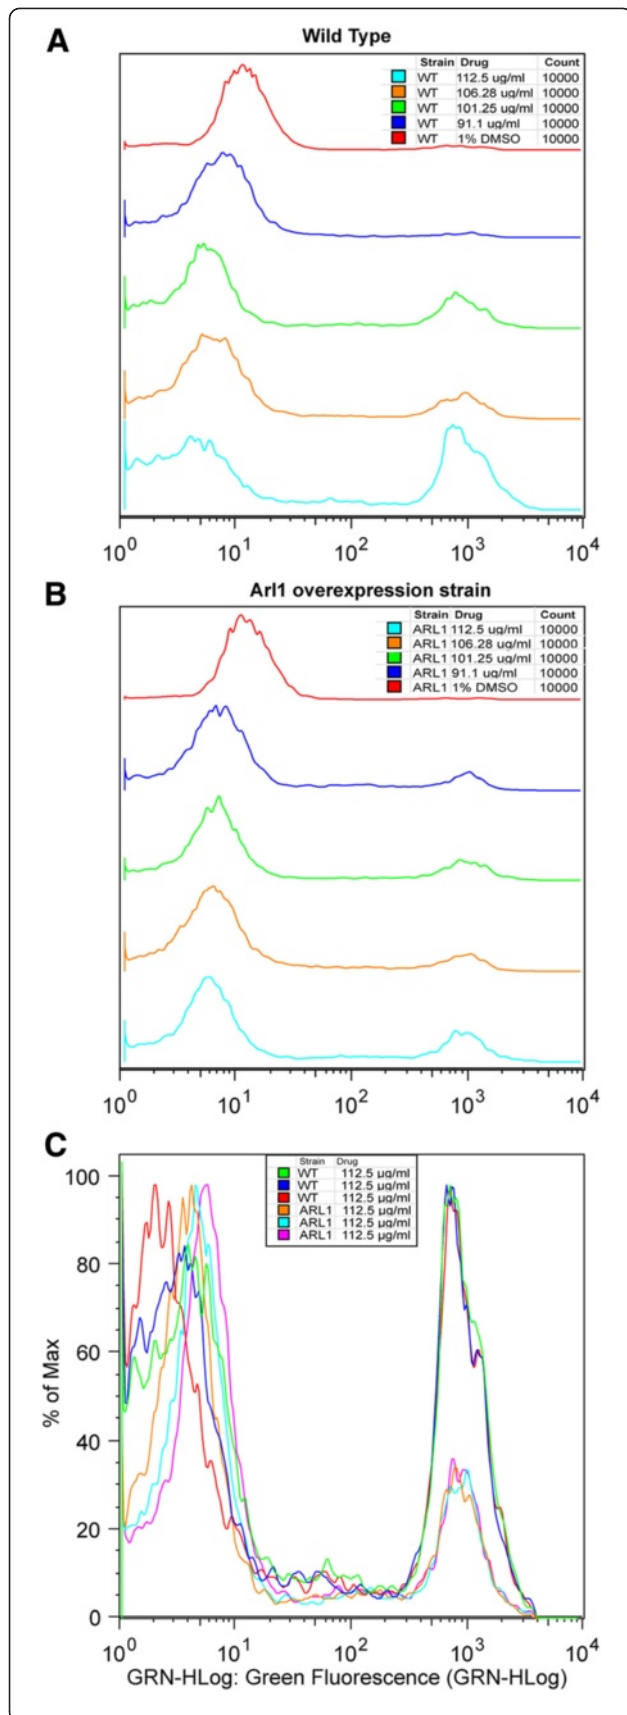 A
Wild Type
Strain Drug Count
WT 112.5 ug/ml 10000
WT 106.28 ug/ml 10000
WT 101.25 ug/ml 10000
WT 91.1 ug/ml 10000
WT 1% DMSO 10000
10^0 10^1 10^2 10^3 10^4
B
Arl1 overexpression strain
Strain Drug Count
ARL1 112.5 ug/ml 10000
ARL1 106.28 ug/ml 10000
ARL1 101.25 ug/ml 10000
ARL1 91.1 ug/ml 10000
ARL1 1% DMSO 10000
10^0 10^1 10^2 10^3 10^4
C
Strain Drug
WT 112.5 µg/ml
WT 112.5 µg/ml
WT 112.5 µg/ml
ARL1 112.5 µg/ml
ARL1 112.5 µg/ml
ARL1 112.5 µg/ml
100
80
60
40
20
0
% of Max
10^0 10^1 10^2 10^3 10^4
GRN-HLog: Green Fluorescence (GRN-HLog)